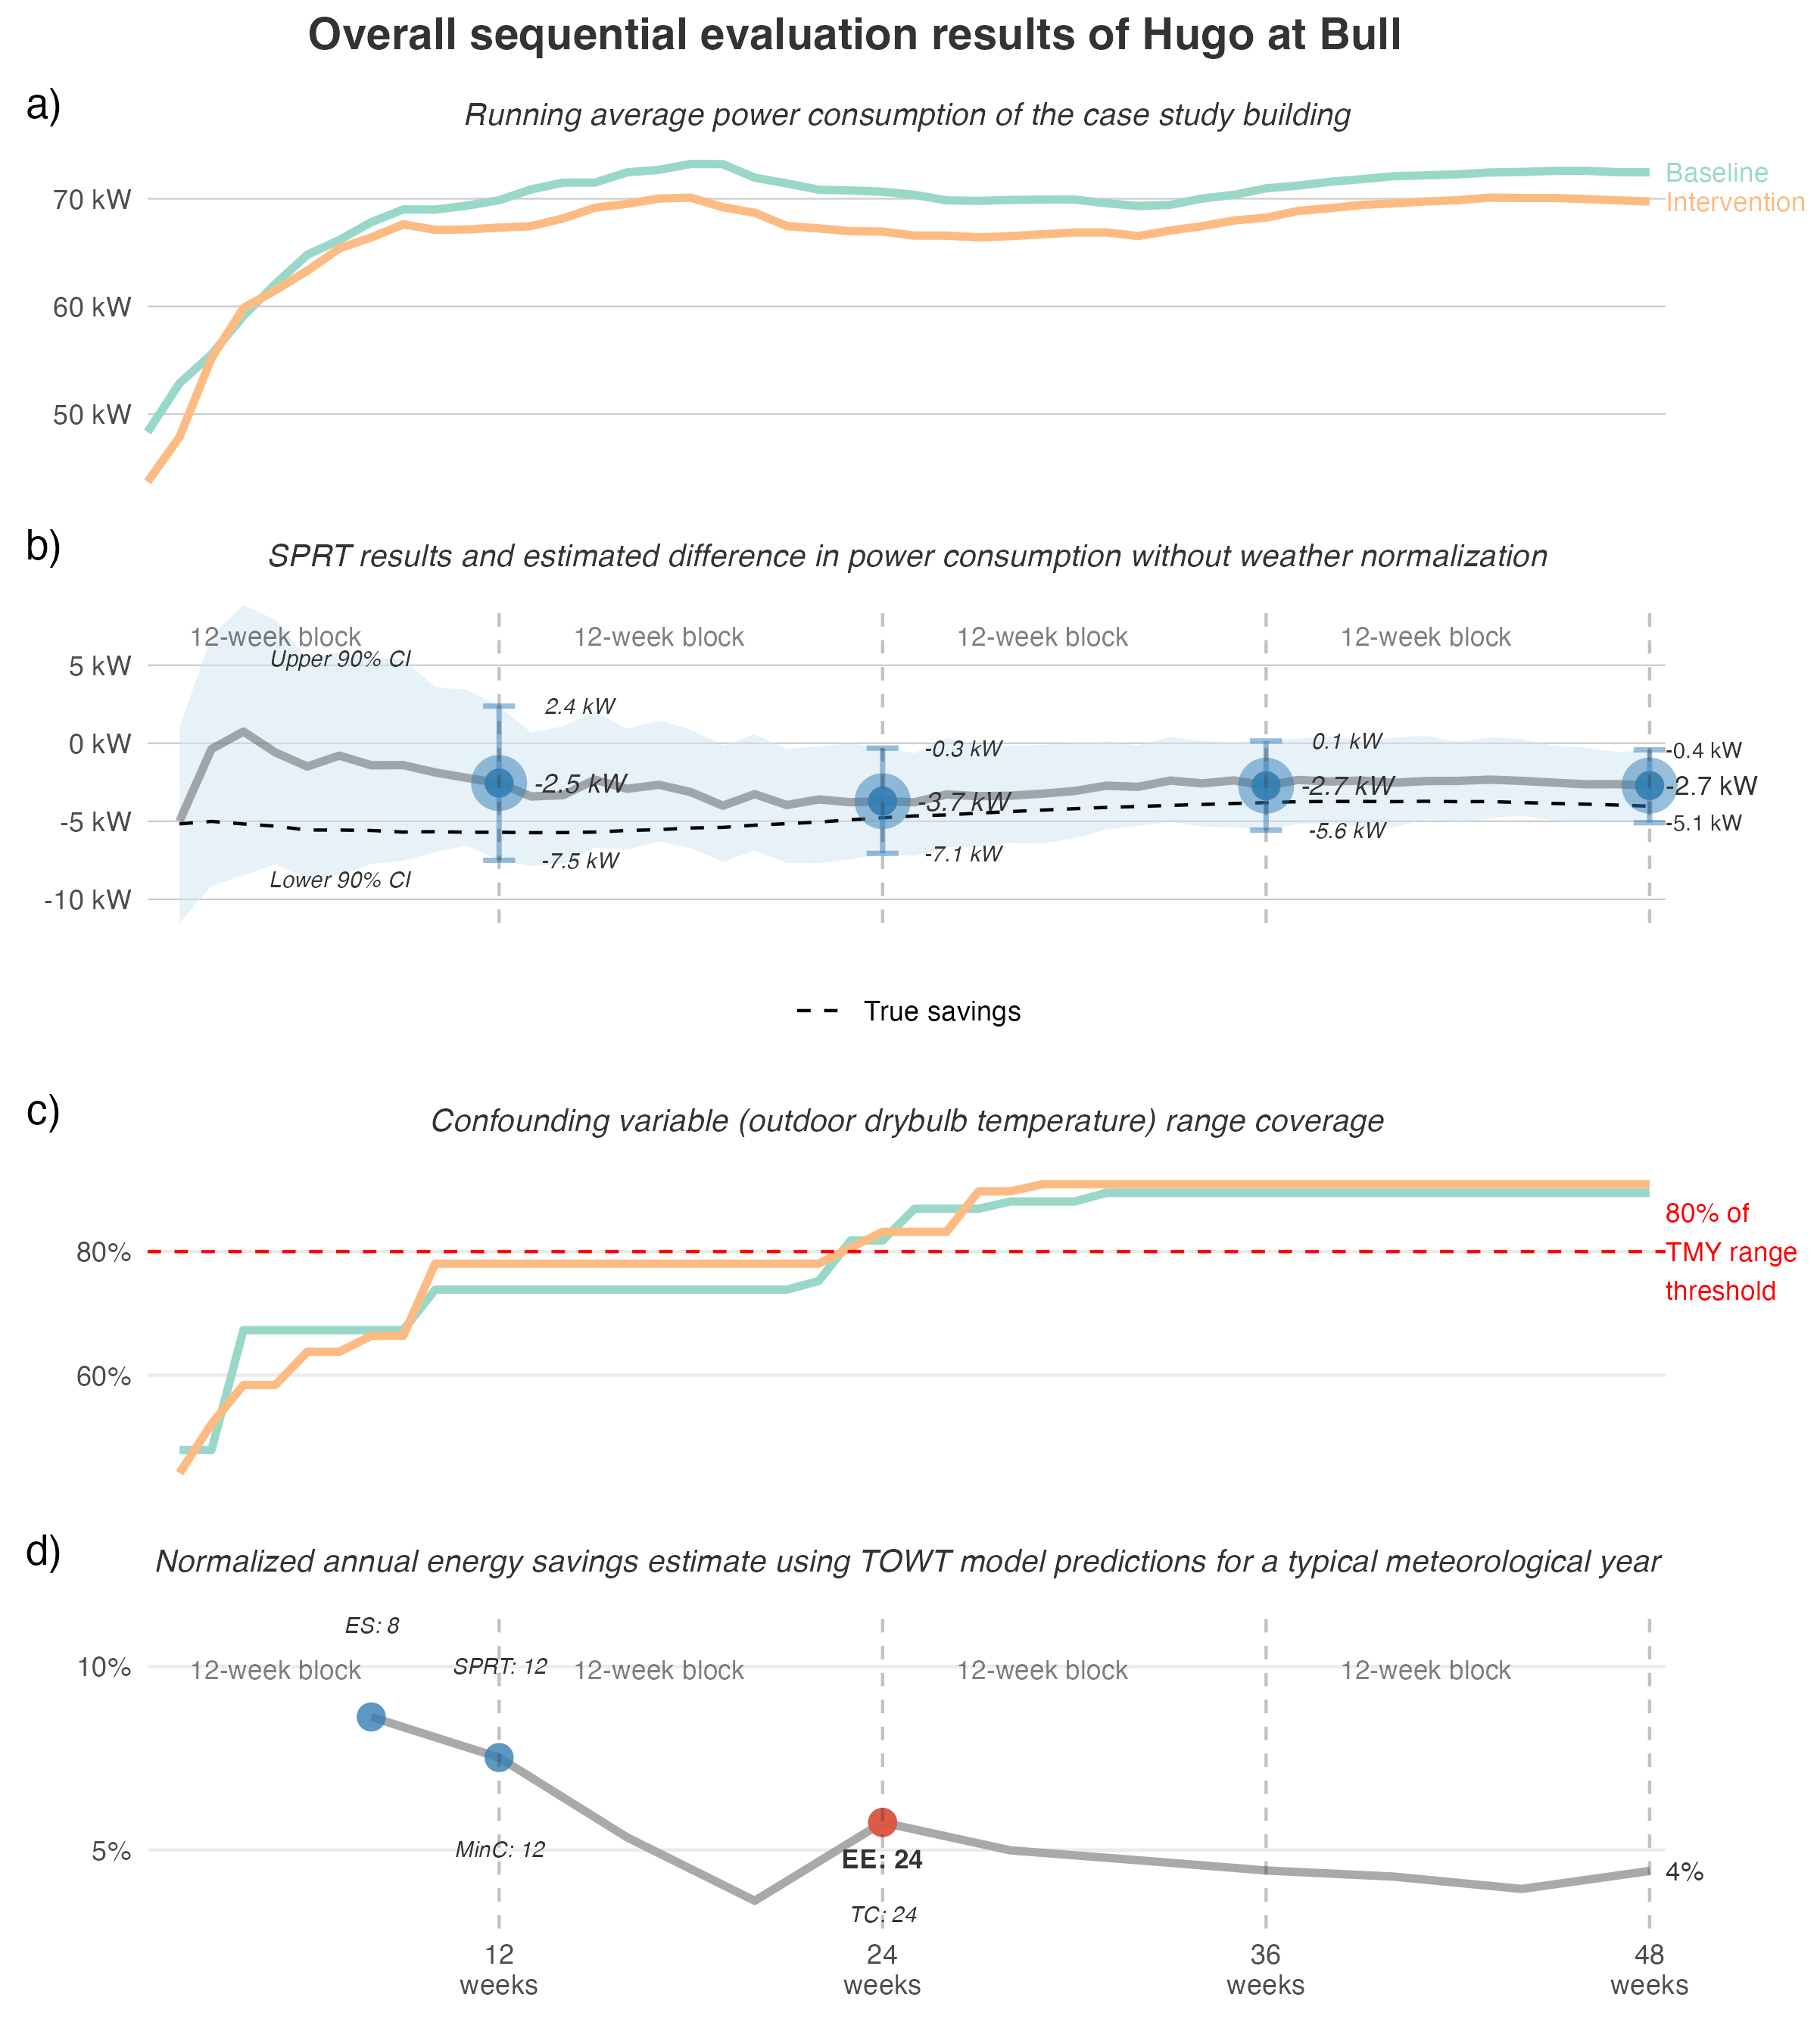 Overall sequential evaluation results of Hugo at Bull
a)
Running average power consumption of the case study building
70 kW
60 kW
50 kW
Baseline
Intervention
b)
SPRT results and estimated difference in power consumption without weather normalization
12-week block
12-week block
12-week block
12-week block
Upper 90% CI
5 kW
0 kW
-5 kW
-10 kW
2.4 kW
-2.5 kW
-7.5 kW
-0.3 kW
-3.7 kW
-7.1 kW
0.1 kW
-2.7 kW
-5.6 kW
-0.4 kW
-2.7 kW
-5.1 kW
Lower 90% CI
True savings
c)
Confounding variable (outdoor drybulb temperature) range coverage
80%
60%
80% of
TMY range
threshold
d)
Normalized annual energy savings estimate using TOWT model predictions for a typical meteorological year
ES: 8
SPRT: 12
10%
12-week block
12-week block
12-week block
12-week block
5%
MinC: 12
EE: 24
TC: 24
4%
12
weeks
24
weeks
36
weeks
48
weeks